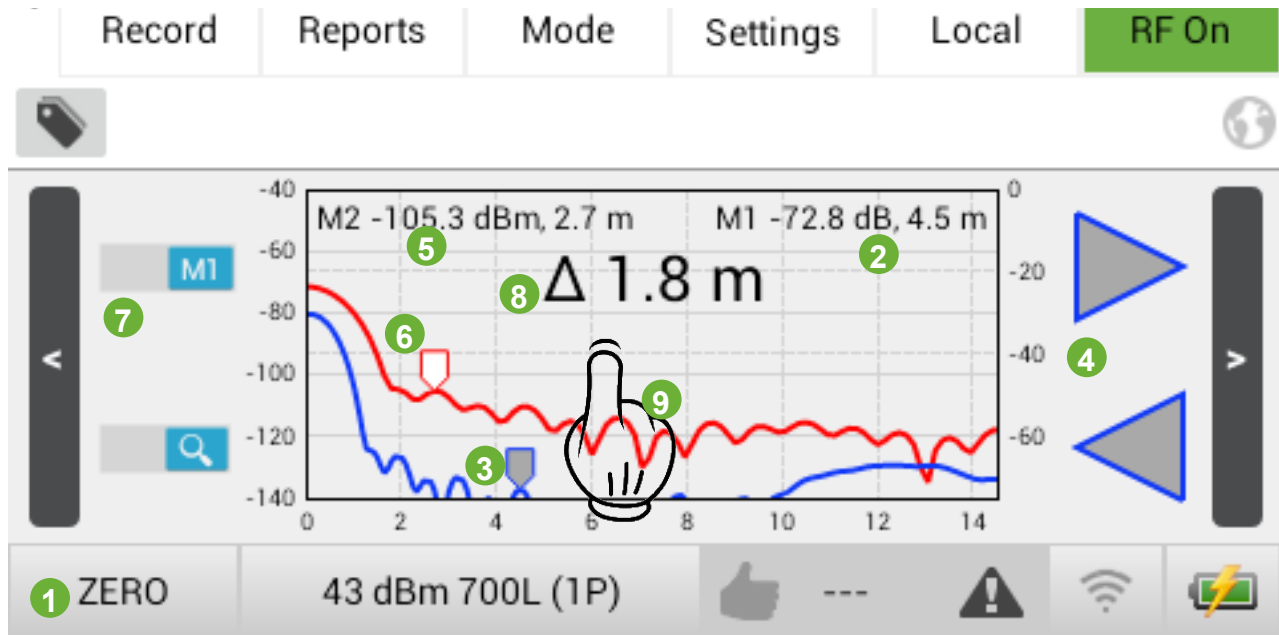 Record Reports Mode Settings Local RF On
-40 0
M2 -105.3 dBm, 2.7 m M1 -72.8 dB, 4.5 m
5 2
-60
M1
8 Δ 1.8 m
-20
7
-80
6
< -40 4 >
-100
9
-120 -60
3
-140
0 2 4 6 8 10 12 14
1 ZERO 43 dBm 700L (1P) ---